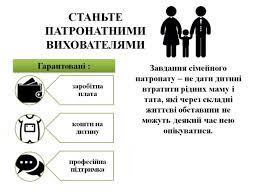 СТАНЬТЕ
ПАТРОНАТНИМИ
ВИХОВАТЕЛЯМИ
Гарантовані :
заробітна
плата
кошти на
дитину
професійна
підтримка
Завдання сімейного
патронату – не дати дитині
втратити рідних маму і
тата, які через складні
життєві обставини не
можуть деякий час нею
опікуватися.